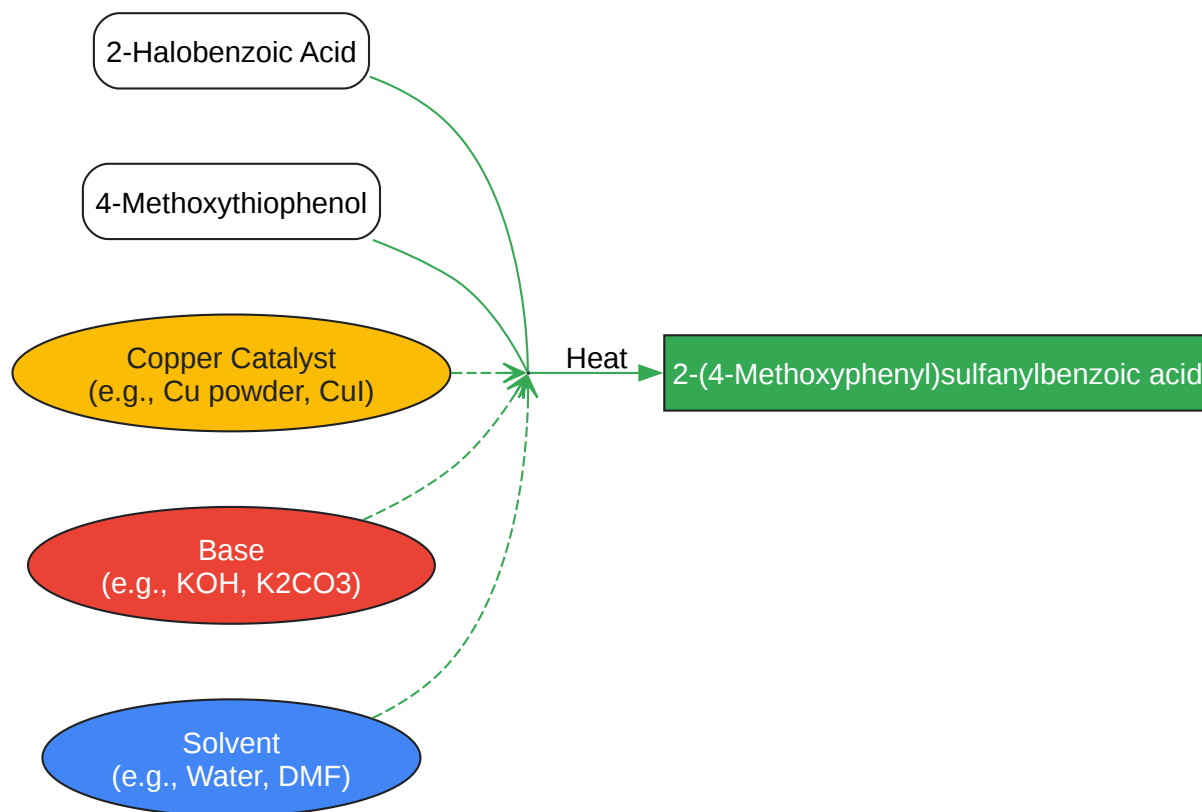 2-Halobenzoic Acid
4-Methoxythiophenol
Copper Catalyst
(e.g., Cu powder, CuI)
Heat
2-(4-Methoxyphenyl)sulfanylbenzoic acid
Base
(e.g., KOH, K2CO3)
Solvent
(e.g., Water, DMF)